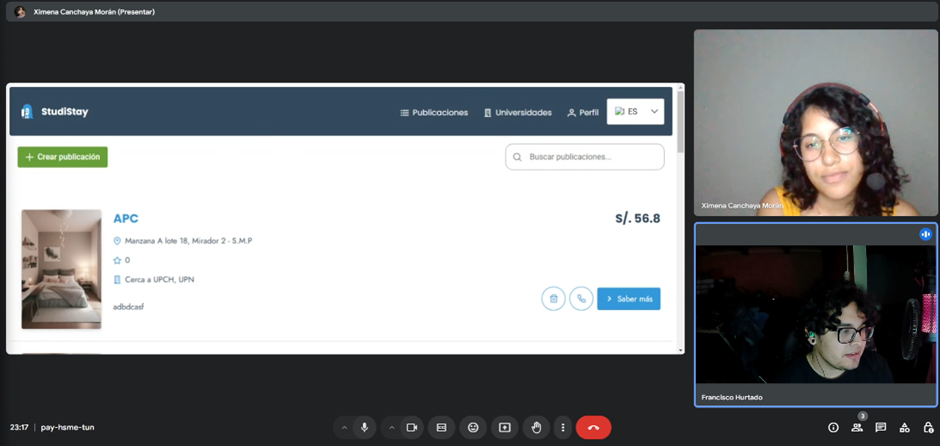 Ximena Canchaya Morán (Presentar)
StudiStay
Publicaciones
Universidades
Perfil
ES
+ Crear publicación
Buscar publicaciones...
APC
S/. 56.8
Manzana A lote 18, Mirador 2 - S.M.P
0
Cerca a UPCH, UPN
adbdcasf
Saber más
Ximena Canchaya Morán
Francisco Hurtado
23:17 | pay-hsme-tun
3